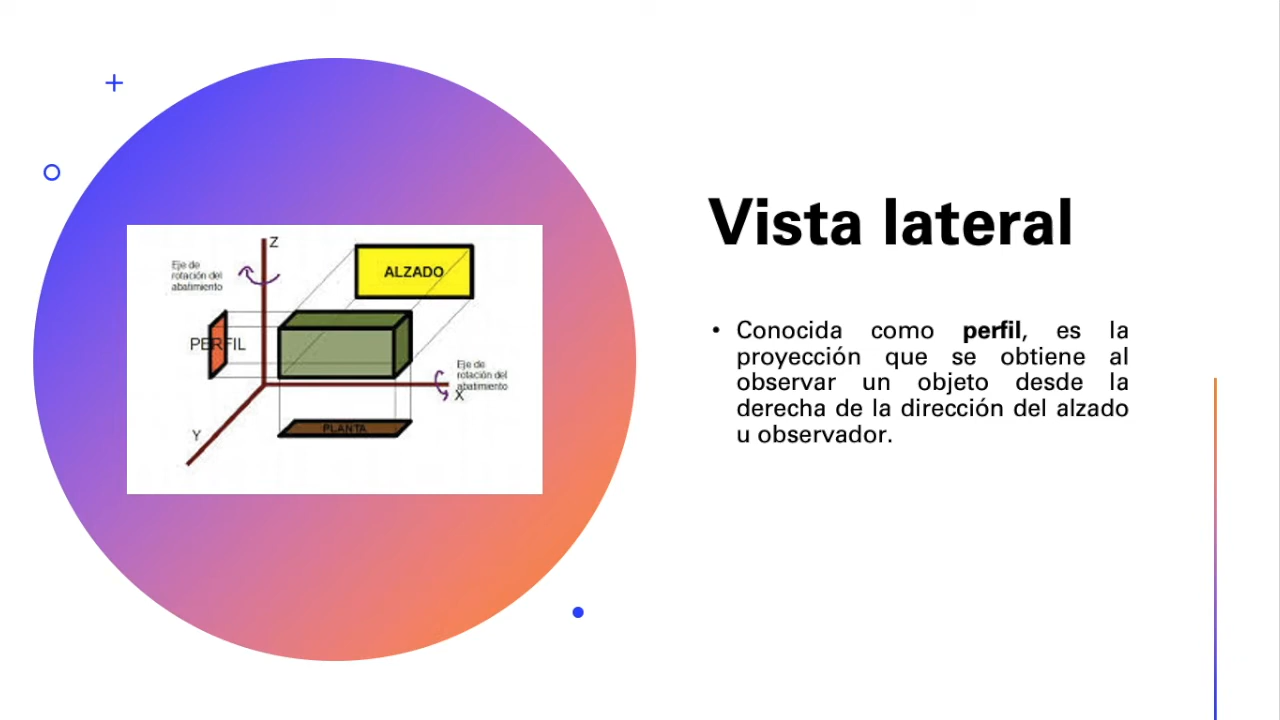 Z
Eje de
rotación del
abatimiento
ALZADO
PERFIL
Eje de
rotación del
abatimiento
X
Y
PLANTA
Vista lateral
• Conocida como perfil, es la
proyección que se obtiene al
observar un objeto desde la
derecha de la dirección del alzado
u observador.